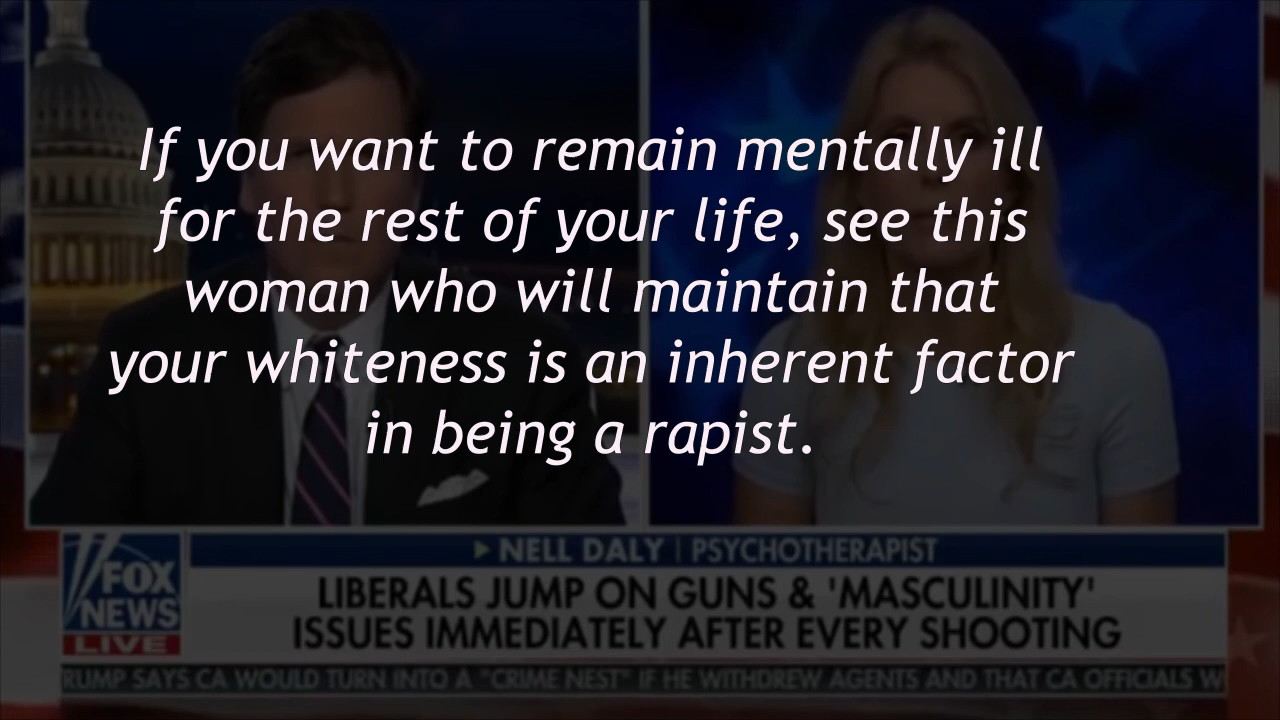 If you want to remain mentally ill
for the rest of your life, see this
woman who will maintain that
your whiteness is an inherent factor
in being a rapist.
NELL DALY | PSYCHOTHERAPIST
FOX
NEWS
LIVE
LIBERALS JUMP ON GUNS & 'MASCULINITY'
ISSUES IMMEDIATELY AFTER EVERY SHOOTING
RUMP SAYS CA WOULD TURN INTO A "CRIME NEST" IF HE WITHDREW AGENTS AND THAT CA OFFICIALS W